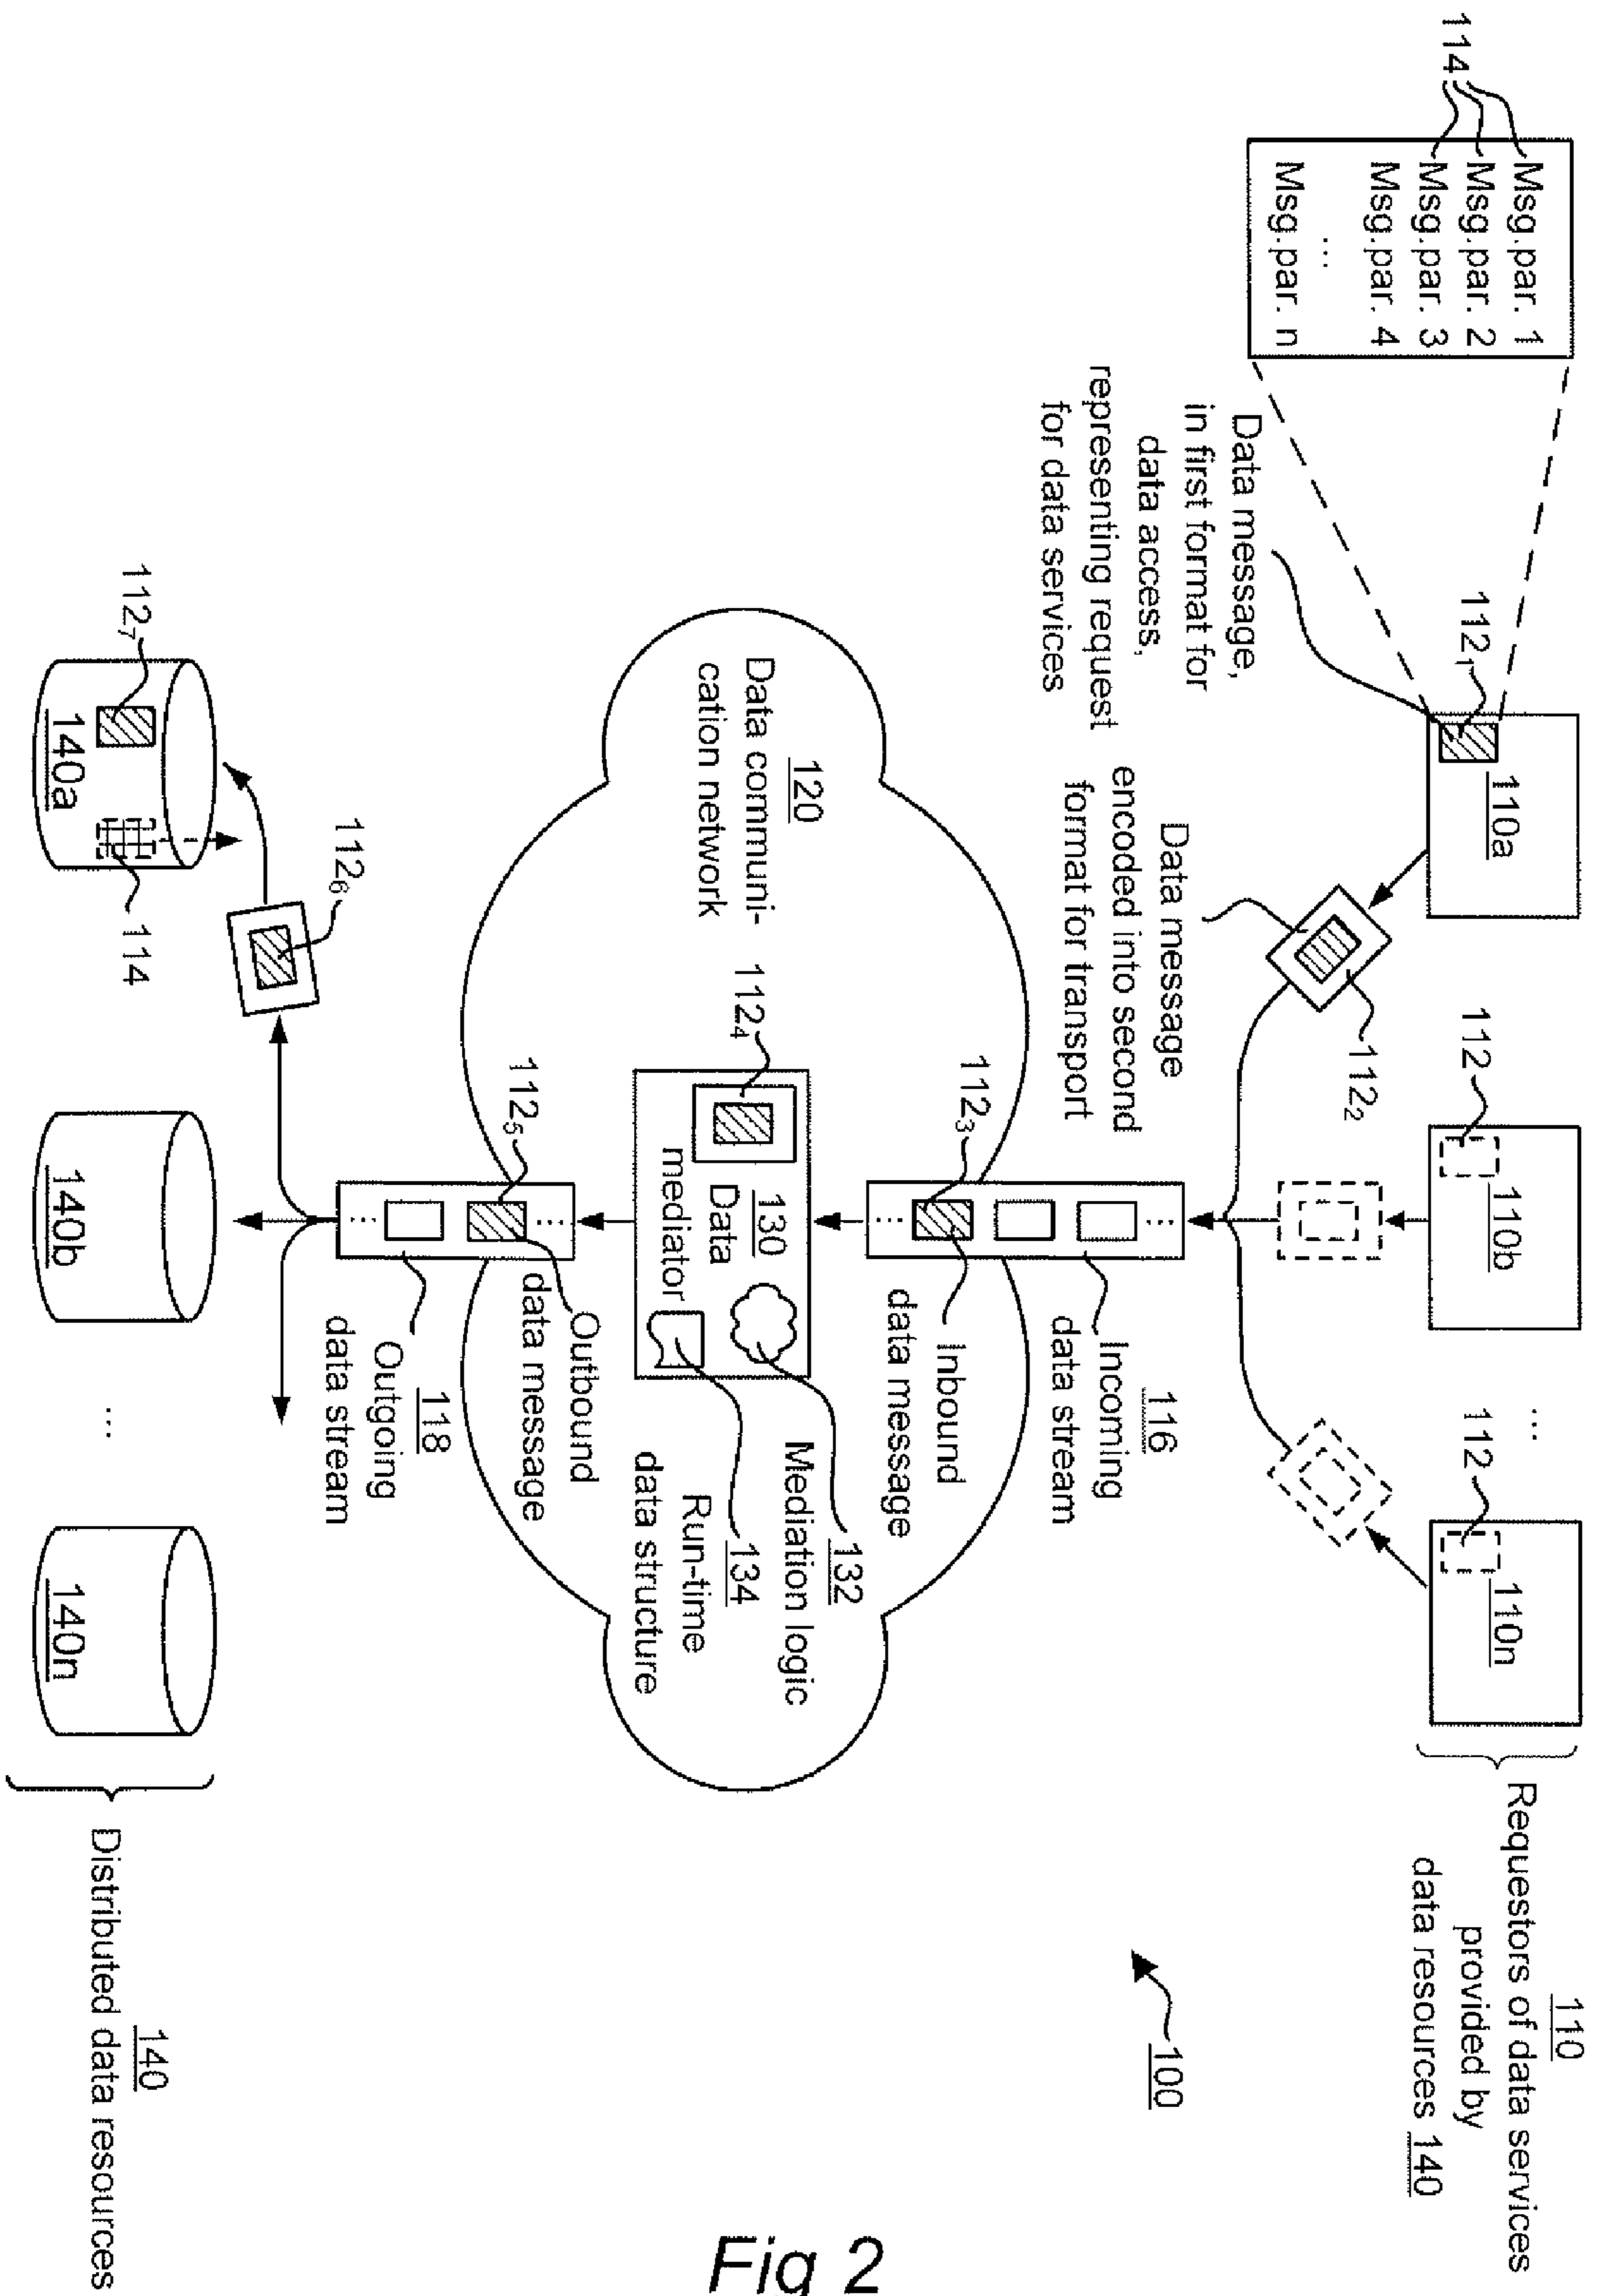 Msg.par. 1
Msg.par. 2
Msg.par. 3
Msg.par. 4
...
Msg.par. n
114
112₁
110a
112
110b
...
112
110n
110
Requestors of data services
provided by
data resources 140
Data message,
in first format for
data access,
representing request
for data services
Data message
encoded into second
format for transport
112₂
...
116
Incoming
data stream
100
112₃
...
Inbound
data message
120
Data communi-
cation network
112₄
130
Data
mediator
132
Mediation logic
134
Run-time
data structure
112₅
...
Outbound
data message
...
118
Outgoing
data stream
112₆
112₇
140a
114
140b
...
140n
140
Distributed data resources
Fig 2